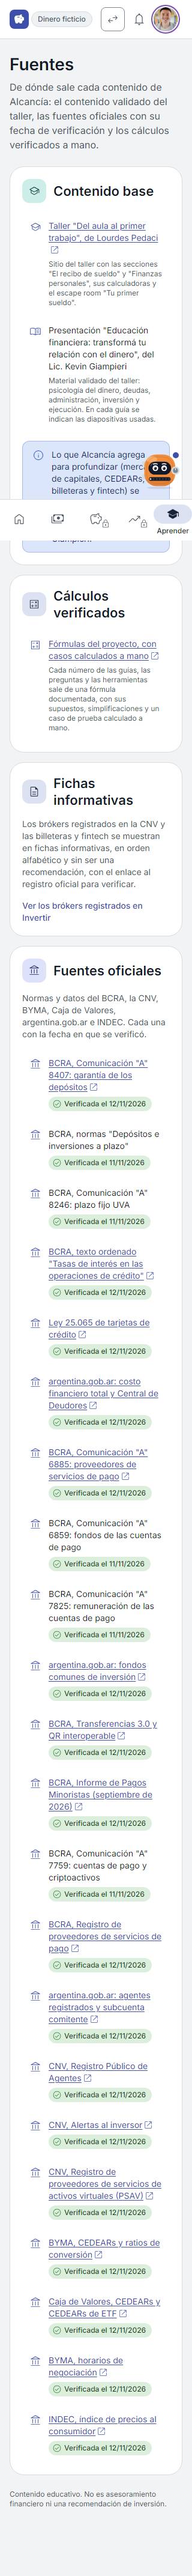 Dinero ficticio
Fuentes
De dónde sale cada contenido de
Alcancía: el contenido validado del
taller, las fuentes oficiales con su
fecha de verificación y los cálculos
verificados a mano.
Contenido base
Taller "Del aula al primer
trabajo", de Lourdes Pedaci
Sitio del taller con las secciones
"El recibo de sueldo" y "Finanzas
personales", sus calculadoras y
el escape room "Tu primer
sueldo".
Presentación "Educación
financiera: transformá tu
relación con el dinero", del
Lic. Kevin Giampieri
Material validado del taller:
psicología del dinero, deudas,
administración, inversión y
ejecución. En cada guía se
indican las diapositivas usadas.
Lo que Alcancía agrega
para profundizar (merc
de capitales, CEDEARs,
billeteras y fintech) se
Aprender
Cálculos
verificados
Fórmulas del proyecto, con
casos calculados a mano
Cada número de las guías, las
preguntas y las herramientas
sale de una fórmula
documentada, con sus
supuestos, simplificaciones y un
caso de prueba calculado a
mano.
Fichas
informativas
Los brókers registrados en la CNV y
las billeteras y fintech se muestran
en fichas informativas, en orden
alfabético y sin ser una
recomendación, con el enlace al
registro oficial para verificar.
Ver los brókers registrados en
Invertir
Fuentes oficiales
Normas y datos del BCRA, la CNV,
BYMA, Caja de Valores,
argentina.gob.ar e INDEC. Cada una
con la fecha en que se verificó.
BCRA, Comunicación "A"
8407: garantía de los
depósitos
Verificada el 12/11/2026
BCRA, normas "Depósitos e
inversiones a plazo"
Verificada el 11/11/2026
BCRA, Comunicación "A"
8246: plazo fijo UVA
Verificada el 11/11/2026
BCRA, texto ordenado
"Tasas de interés en las
operaciones de crédito"
Verificada el 12/11/2026
Ley 25.065 de tarjetas de
crédito
Verificada el 12/11/2026
argentina.gob.ar: costo
financiero total y Central de
Deudores
Verificada el 12/11/2026
BCRA, Comunicación "A"
6885: proveedores de
servicios de pago
Verificada el 12/11/2026
BCRA, Comunicación "A"
6859: fondos de las cuentas
de pago
Verificada el 11/11/2026
BCRA, Comunicación "A"
7825: remuneración de las
cuentas de pago
Verificada el 11/11/2026
argentina.gob.ar: fondos
comunes de inversión
Verificada el 12/11/2026
BCRA, Transferencias 3.0 y
QR interoperable
Verificada el 12/11/2026
BCRA, Informe de Pagos
Minoristas (septiembre de
2026)
Verificada el 12/11/2026
BCRA, Comunicación "A"
7759: cuentas de pago y
criptoactivos
Verificada el 11/11/2026
BCRA, Registro de
proveedores de servicios de
pago
Verificada el 12/11/2026
argentina.gob.ar: agentes
registrados y subcuenta
comitente
Verificada el 12/11/2026
CNV, Registro Público de
Agentes
Verificada el 12/11/2026
CNV, Alertas al inversor
Verificada el 12/11/2026
CNV, Registro de
proveedores de servicios de
activos virtuales (PSAV)
Verificada el 12/11/2026
BYMA, CEDEARs y ratios de
conversión
Verificada el 12/11/2026
Caja de Valores, CEDEARs y
CEDEARs de ETF
Verificada el 12/11/2026
BYMA, horarios de
negociación
Verificada el 12/11/2026
INDEC, índice de precios al
consumidor
Verificada el 12/11/2026
Contenido educativo. No es asesoramiento
financiero ni una recomendación de inversión.